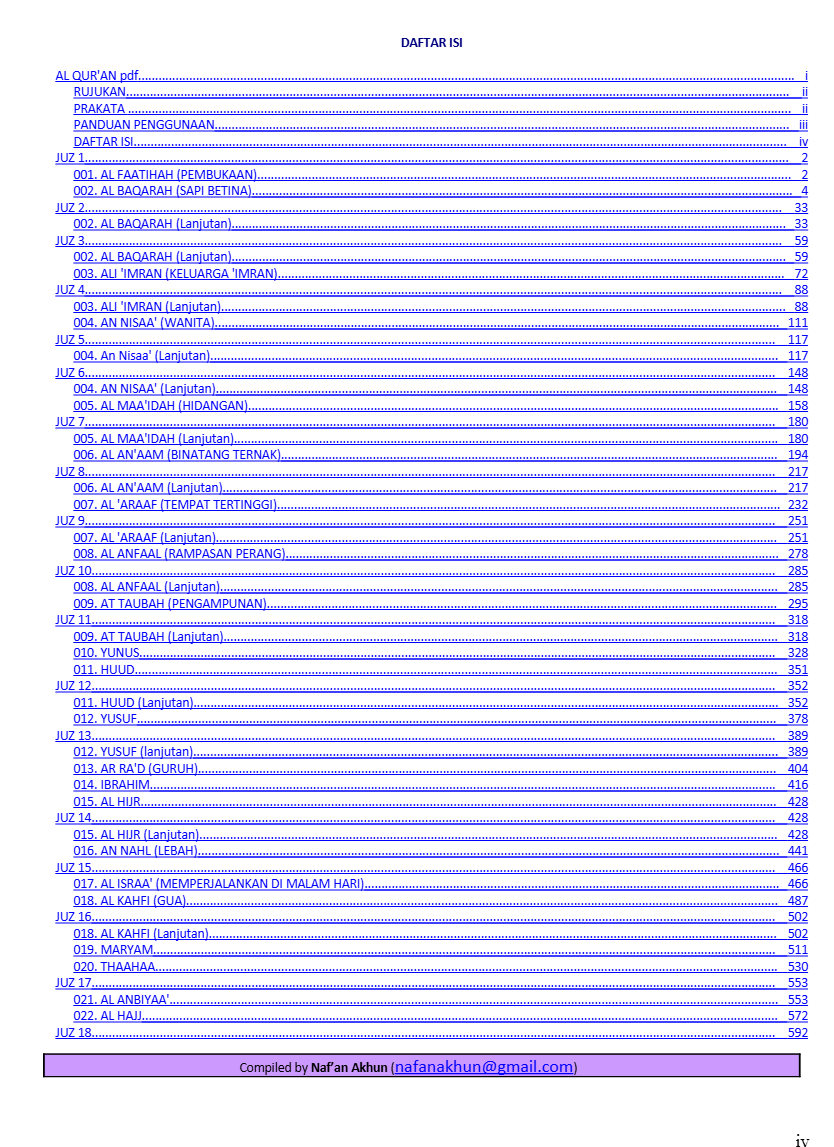 DAFTAR ISI
AL QUR'AN pdf.......... i
RUJUKAN.......... ii
PRAKATA .......... ii
PANDUAN PENGGUNAAN.......... iii
DAFTAR ISI.......... iv
JUZ 1.......... 2
001. AL FAATIHAH (PEMBUKAAN).......... 2
002. AL BAQARAH (SAPI BETINA).......... 4
JUZ 2.......... 33
002. AL BAQARAH (Lanjutan).......... 33
JUZ 3.......... 59
002. AL BAQARAH (Lanjutan).......... 59
003. ALI 'IMRAN (KELUARGA 'IMRAN).......... 72
JUZ 4.......... 88
003. ALI 'IMRAN (Lanjutan).......... 88
004. AN NISAA' (WANITA).......... 111
JUZ 5.......... 117
004. An Nisaa' (Lanjutan).......... 117
JUZ 6.......... 148
004. AN NISAA' (Lanjutan).......... 148
005. AL MAA'IDAH (HIDANGAN).......... 158
JUZ 7.......... 180
005. AL MAA'IDAH (Lanjutan).......... 180
006. AL AN'AAM (BINATANG TERNAK).......... 194
JUZ 8.......... 217
006. AL AN'AAM (Lanjutan).......... 217
007. AL 'ARAAF (TEMPAT TERTINGGI).......... 232
JUZ 9.......... 251
007. AL 'ARAAF (Lanjutan).......... 251
008. AL ANFAAL (RAMPASAN PERANG).......... 278
JUZ 10.......... 285
008. AL ANFAAL (Lanjutan).......... 285
009. AT TAUBAH (PENGAMPUNAN).......... 295
JUZ 11.......... 318
009. AT TAUBAH (Lanjutan).......... 318
010. YUNUS.......... 328
011. HUUD.......... 351
JUZ 12.......... 352
011. HUUD (Lanjutan).......... 352
012. YUSUF.......... 378
JUZ 13.......... 389
012. YUSUF (lanjutan).......... 389
013. AR RA'D (GURUH).......... 404
014. IBRAHIM.......... 416
015. AL HIJR.......... 428
JUZ 14.......... 428
015. AL HIJR (Lanjutan).......... 428
016. AN NAHL (LEBAH).......... 441
JUZ 15.......... 466
017. AL ISRAA' (MEMPERJALANKAN DI MALAM HARI).......... 466
018. AL KAHFI (GUA).......... 487
JUZ 16.......... 502
018. AL KAHFI (Lanjutan).......... 502
019. MARYAM.......... 511
020. THAAHAA.......... 530
JUZ 17.......... 553
021. AL ANBIYAA'.......... 553
022. AL HAJJ.......... 572
JUZ 18.......... 592
Compiled by Naf’an Akhun (nafanakhun@gmail.com)
iv